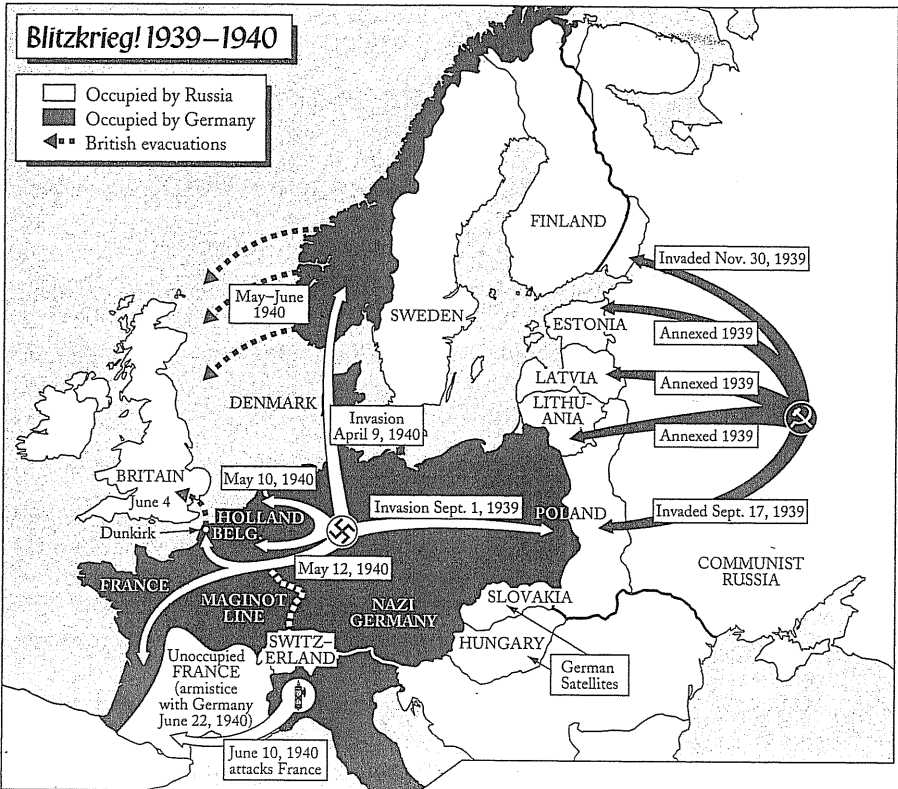 Blitzkrieg! 1939–1940
Occupied by Russia
Occupied by Germany
British evacuations
FINLAND
Invaded Nov. 30, 1939
May–June
1940
SWEDEN
ESTONIA
Annexed 1939
LATVIA
Annexed 1939
LITHU-
ANIA
DENMARK
Invasion
April 9, 1940
Annexed 1939
BRITAIN
June 4
May 10, 1940
Invasion Sept. 1, 1939
HOLLAND
BELG.
POLAND
Invaded Sept. 17, 1939
Dunkirk
May 12, 1940
COMMUNIST
RUSSIA
FRANCE
MAGINOT
LINE
NAZI
GERMANY
SLOVAKIA
SWITZ-
ERLAND
HUNGARY
German
Satellites
Unoccupied
FRANCE
(armistice
with Germany
June 22, 1940)
June 10, 1940
attacks France